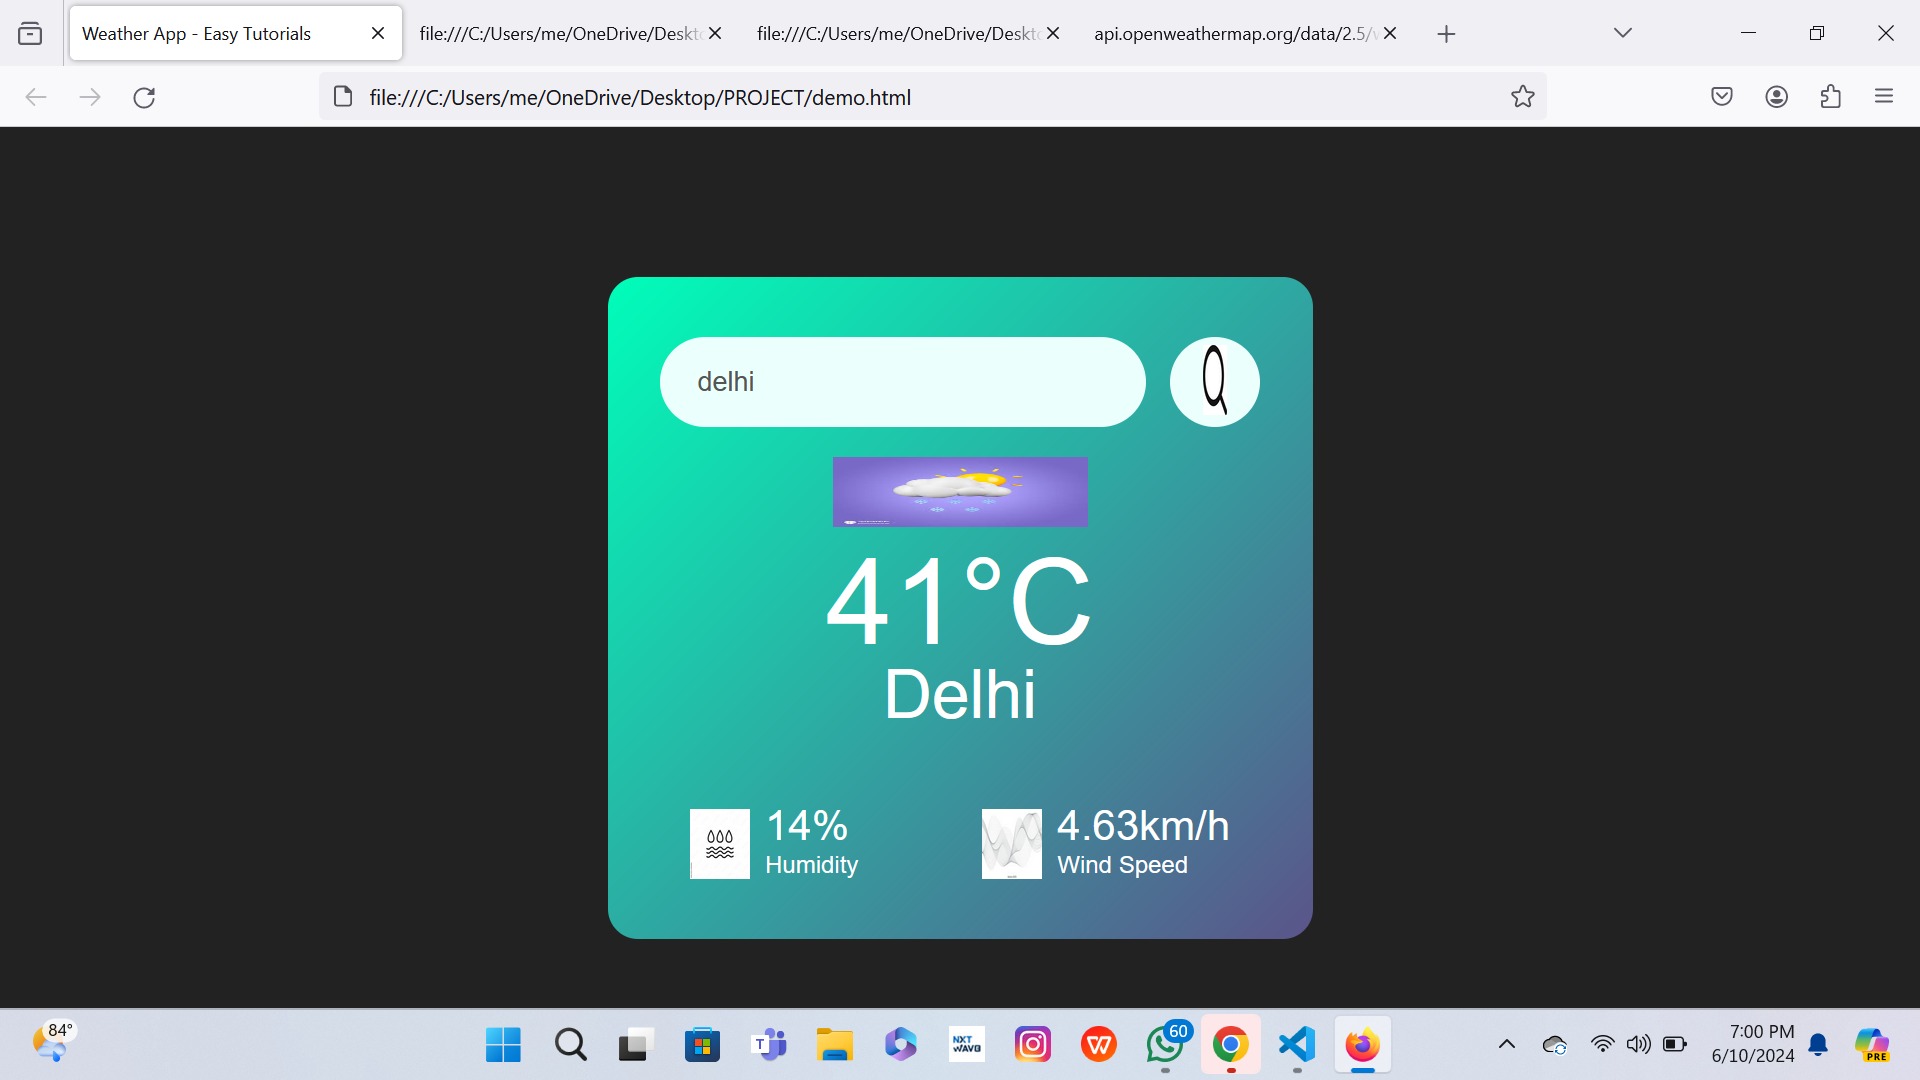 Weather App - Easy Tutorials
file:///C:/Users/me/OneDrive/Deskt
file:///C:/Users/me/OneDrive/Deskt
api.openweathermap.org/data/2.5/
file:///C:/Users/me/OneDrive/Desktop/PROJECT/demo.html
delhi
41°C
Delhi
14%
Humidity
4.63km/h
Wind Speed
84°
T
NXT
WAVE
W
60
7:00 PM
6/10/2024
PRE